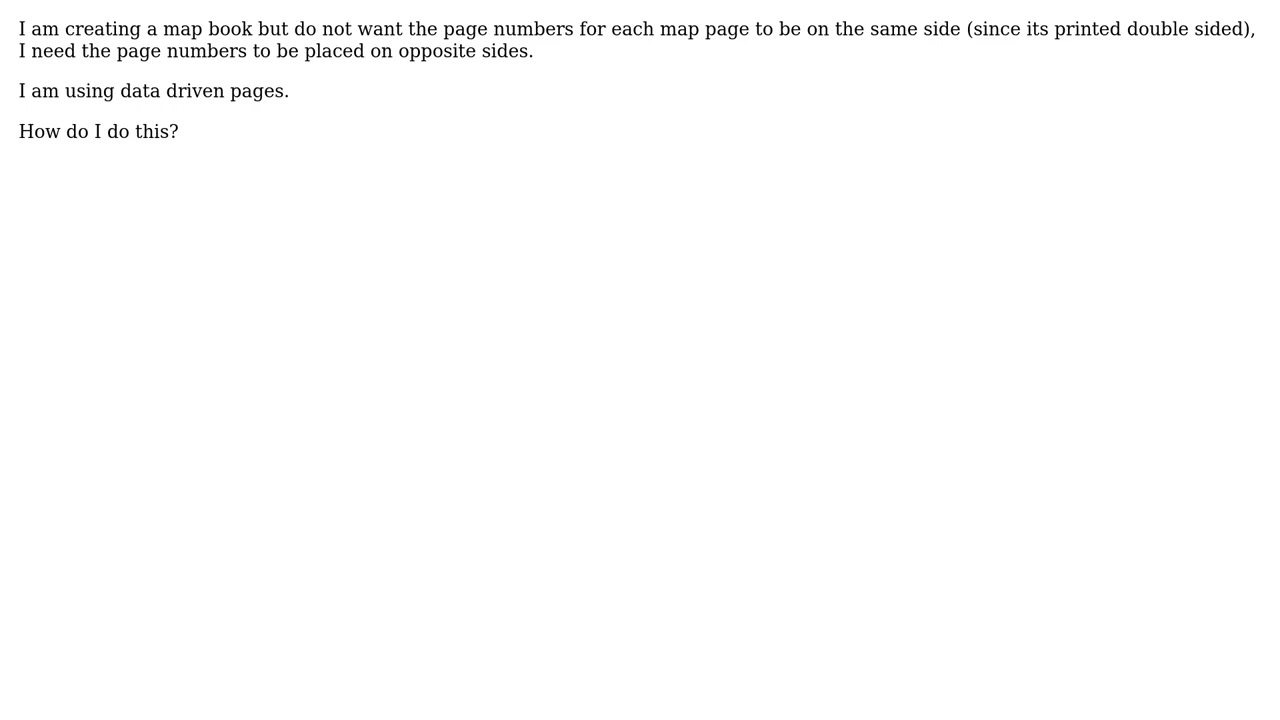 I am creating a map book but do not want the page numbers for each map page to be on the same side (since its printed double sided),
I need the page numbers to be placed on opposite sides.
I am using data driven pages.
How do I do this?